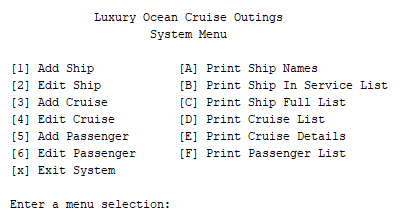 Luxury Ocean Cruise Outings
System Menu
[1] Add Ship [A] Print Ship Names
[2] Edit Ship [B] Print Ship In Service List
[3] Add Cruise [C] Print Ship Full List
[4] Edit Cruise [D] Print Cruise List
[5] Add Passenger [E] Print Cruise Details
[6] Edit Passenger [F] Print Passenger List
[x] Exit System
Enter a menu selection: